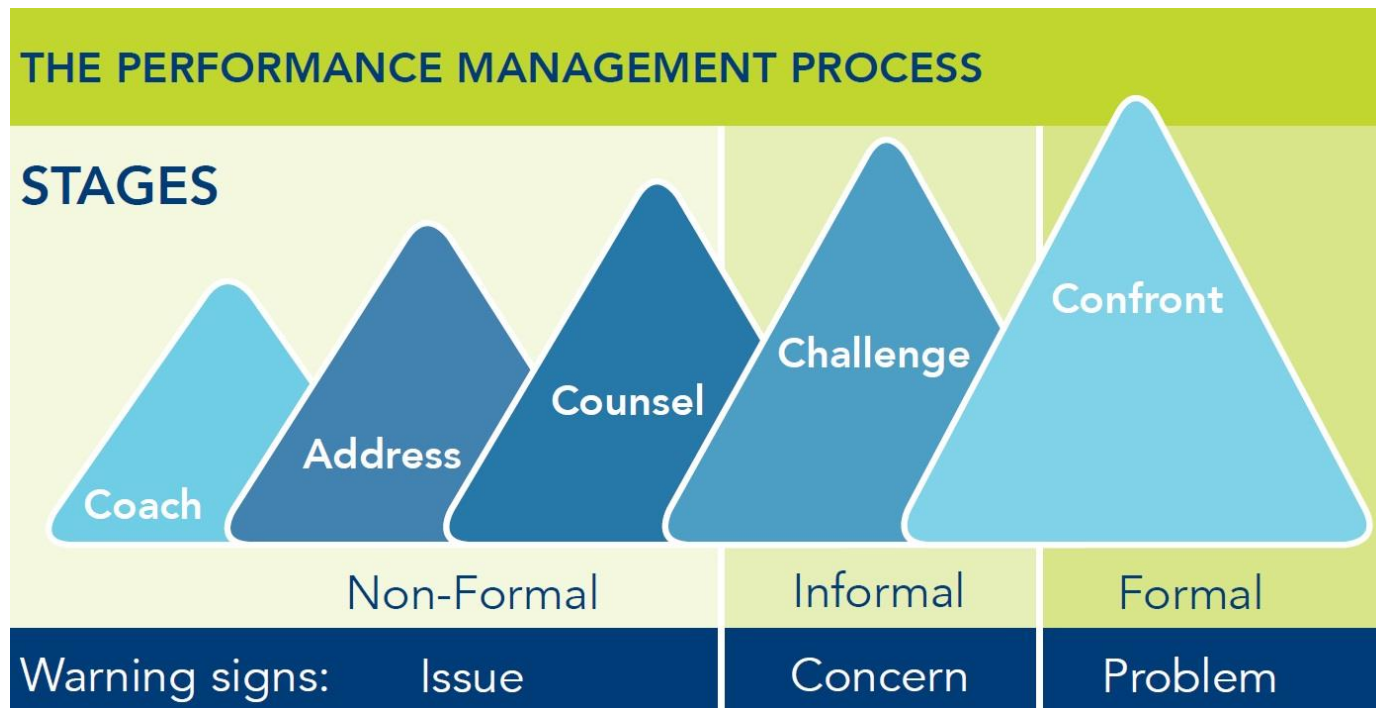 THE PERFORMANCE MANAGEMENT PROCESS
STAGES
Coach
Address
Counsel
Challenge
Confront
Non-Formal
Informal
Formal
Warning signs: Issue
Concern
Problem